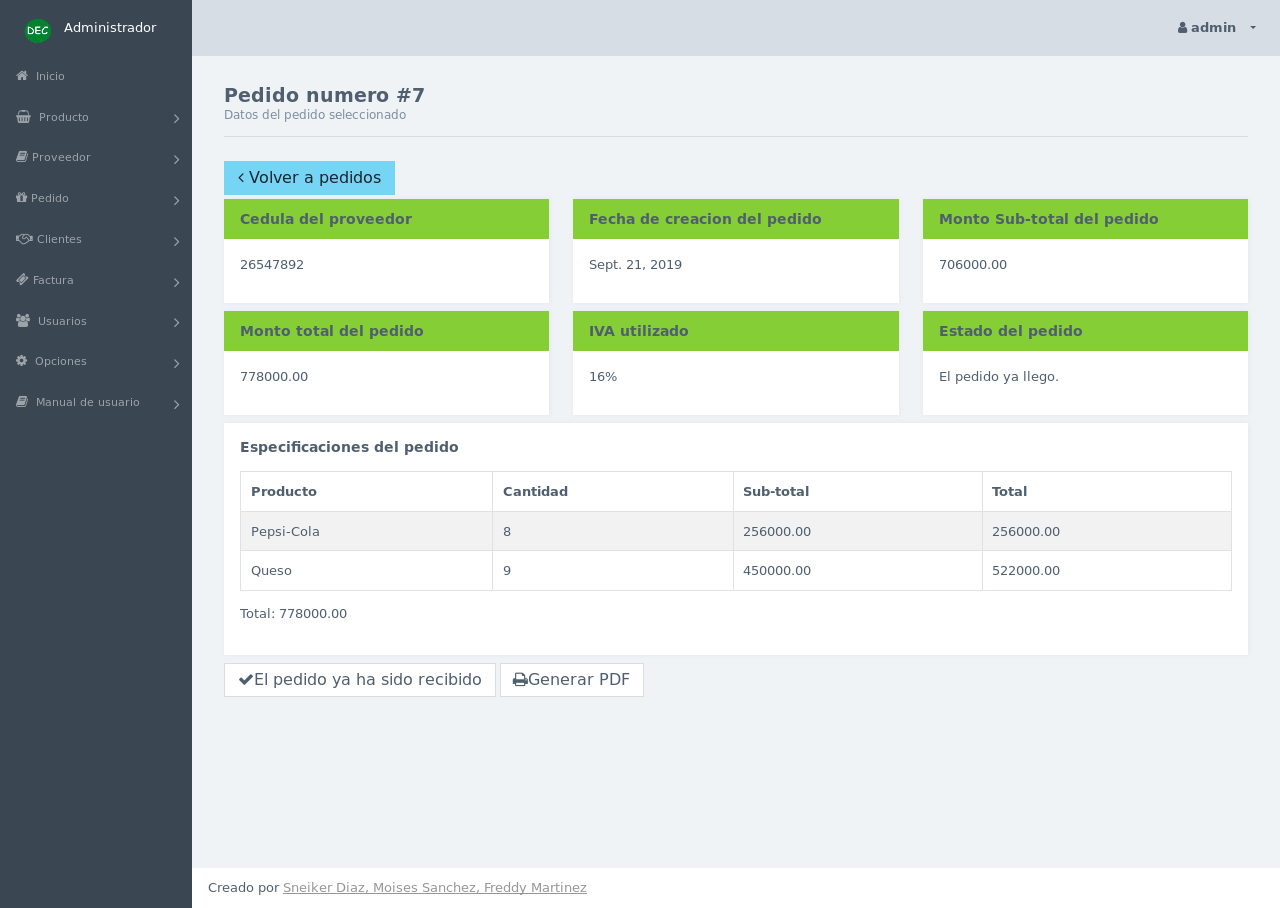 DEC Administrador
Inicio
Producto
Proveedor
Pedido
Clientes
Factura
Usuarios
Opciones
Manual de usuario
admin
Pedido numero #7
Datos del pedido seleccionado
Volver a pedidos
Cedula del proveedor
26547892
Fecha de creacion del pedido
Sept. 21, 2019
Monto Sub-total del pedido
706000.00
Monto total del pedido
778000.00
IVA utilizado
16%
Estado del pedido
El pedido ya llego.
Especificaciones del pedido
Producto Cantidad Sub-total Total
Pepsi-Cola 8 256000.00 256000.00
Queso 9 450000.00 522000.00
Total: 778000.00
El pedido ya ha sido recibido Generar PDF
Creado por Sneiker Diaz, Moises Sanchez, Freddy Martinez